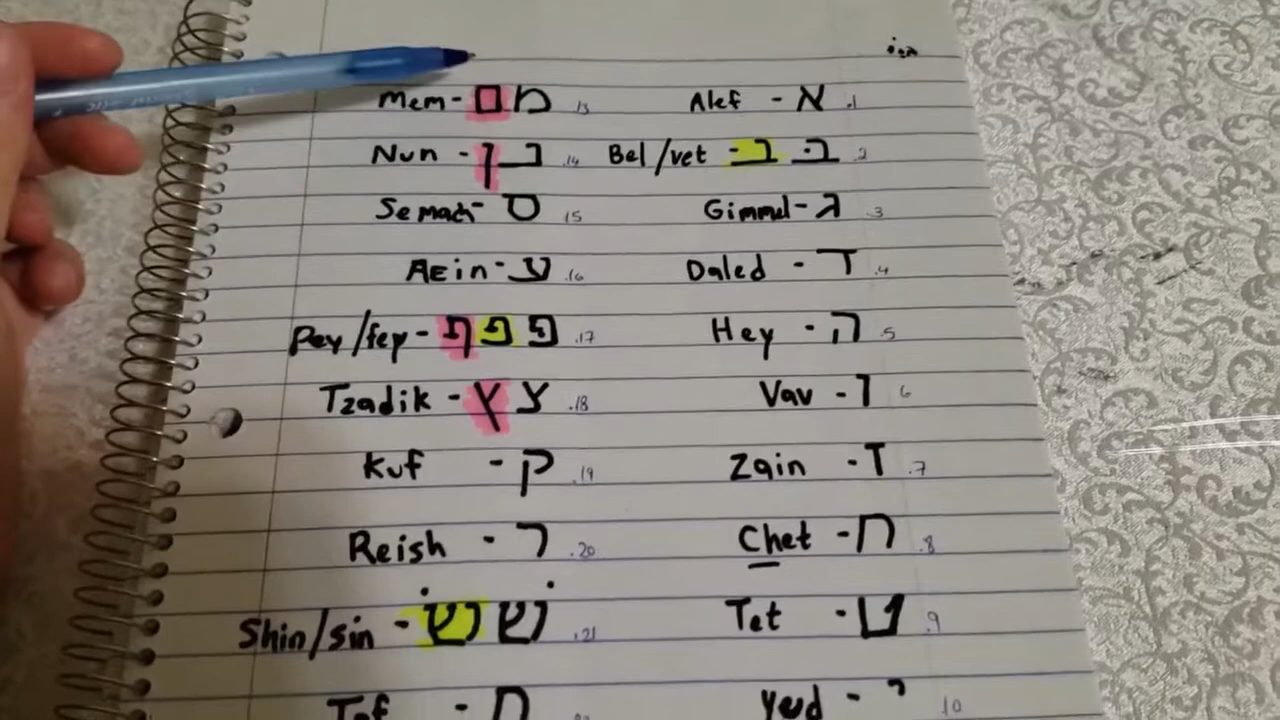 Alef - א .1
Bel/vet - ב בּ .2
Gimmel - ג .3
Daled - ד .4
Hey - ה .5
Vav - ו 6
Zain - ז .7
Chet - ח .8
Tet - ט .9
Yud - י 10
Mem - ם מ .13
Nun - ן נ .14
Semach - ס 15
AEin - ע .16
Pey/fey - ף פ פּ .17
Tzadik - ץ צ .18
Kuf - ק .19
Reish - ר .20
Shin/sin - שׂ שׁ .21
Tof - ת